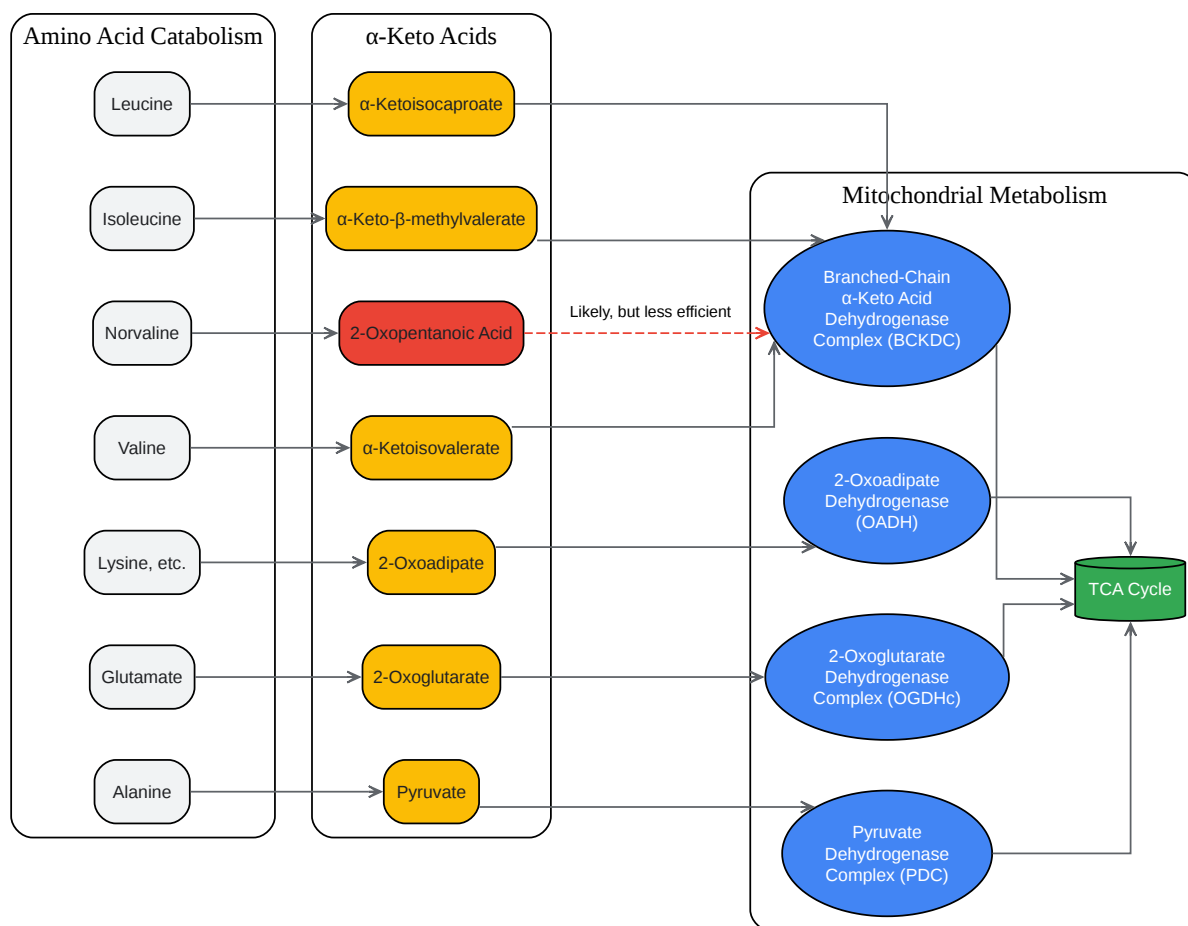 Amino Acid Catabolism
α-Keto Acids
Leucine
α-Ketoisocaproate
Mitochondrial Metabolism
Isoleucine
α-Keto-β-methylvalerate
Branched-Chain
α-Keto Acid
Dehydrogenase
Complex (BCKDC)
Norvaline
2-Oxopentanoic Acid
Likely, but less efficient
Valine
α-Ketoisovalerate
2-Oxoadipate
Dehydrogenase
(OADH)
Lysine, etc.
2-Oxoadipate
TCA Cycle
Glutamate
2-Oxoglutarate
2-Oxoglutarate
Dehydrogenase
Complex (OGDHc)
Alanine
Pyruvate
Pyruvate
Dehydrogenase
Complex (PDC)